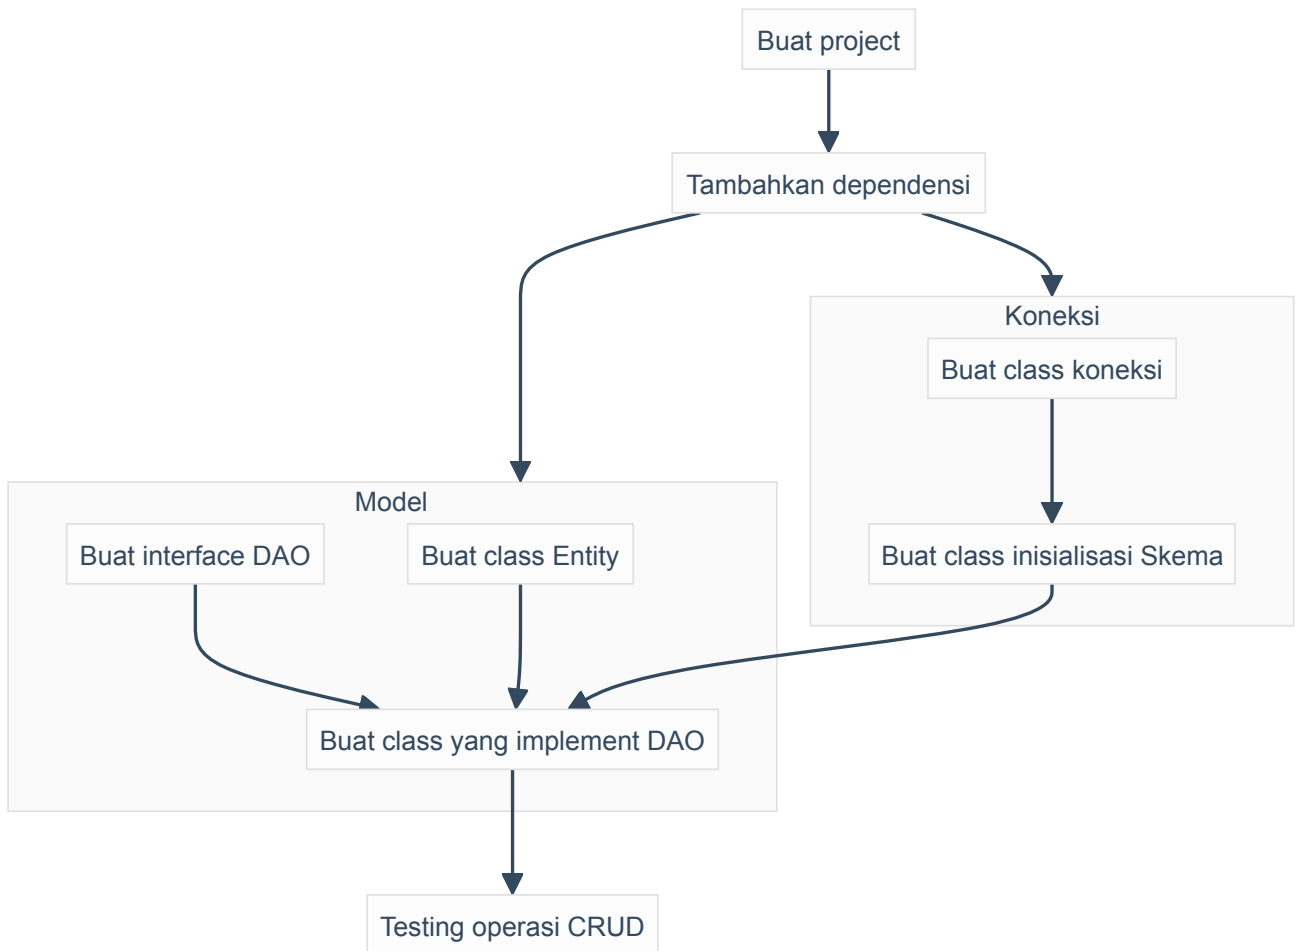 Buat project
Tambahkan dependensi
Koneksi
Buat class koneksi
Model
Buat interface DAO
Buat class Entity
Buat class inisialisasi Skema
Buat class yang implement DAO
Testing operasi CRUD